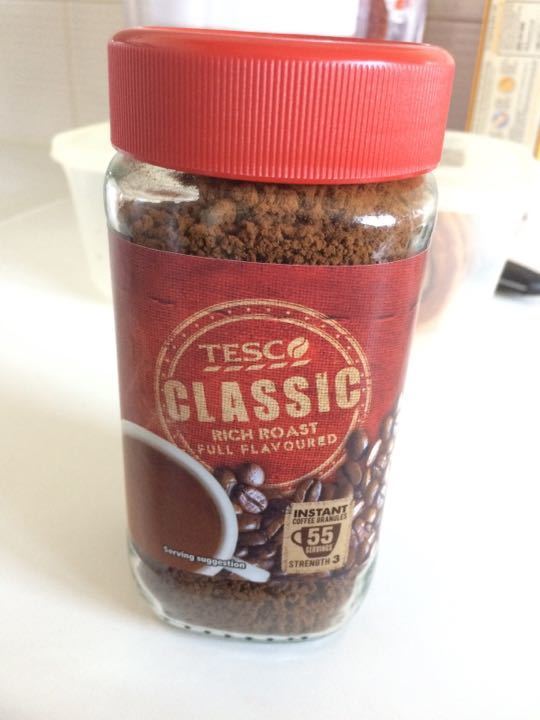 TESCO
CLASSIC
RICH ROAST
FULL FLAVOURED
INSTANT
COFFEE GRANULES
55
SERVINGS
STRENGTH 3
Serving suggestion